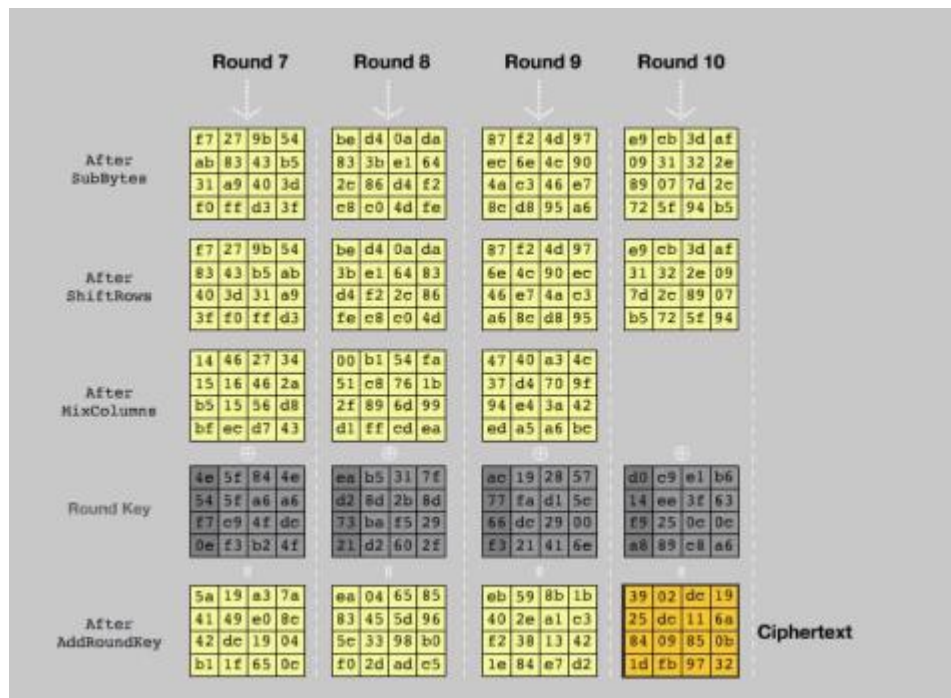 Round 7 Round 8 Round 9 Round 10
After
SubBytes
f7 27 9b 54 be d4 0a da 87 f2 4d 97 e9 cb 3d af
ab 83 43 b5 83 3b e1 64 ec 6e 4c 90 09 31 32 2e
31 a9 40 3d 2c 86 d4 f2 4a c3 46 e7 89 07 7d 2c
f0 ff d3 3f c8 c0 4d fe 8c d8 95 a6 72 5f 94 b5
After
ShiftRows
f7 27 9b 54 be d4 0a da 87 f2 4d 97 e9 cb 3d af
83 43 b5 ab 3b e1 64 83 6e 4c 90 ec 31 32 2e 09
40 3d 31 a9 d4 f2 2c 86 46 e7 4a c3 7d 2c 89 07
3f f0 ff d3 fe c8 c0 4d a6 8c d8 95 b5 72 5f 94
After
MixColumns
14 46 27 34 00 b1 54 fa 47 40 a3 4c
15 16 46 2a 51 c8 76 1b 37 d4 70 9f
b5 15 56 d8 2f 89 6d 99 94 e4 3a 42
bf ec d7 43 d1 ff cd ea ed a5 a6 bc
Round Key
4e 5f 84 4e ea b5 31 7f ac 19 28 57 d0 c9 e1 b6
54 5f a6 a6 d2 8d 2b 8d 77 fa d1 5c 14 ee 3f 63
f7 c9 4f dc 73 ba f5 29 66 dc 29 00 f9 25 0c 0c
0e f3 b2 4f 21 d2 60 2f f3 21 41 6e a8 89 c8 a6
After
AddRoundKey
5a 19 a3 7a ea 04 65 85 eb 59 8b 1b 39 02 dc 19
41 49 e0 8c 83 45 5d 96 40 2e a1 c3 25 dc 11 6a
42 dc 19 04 5c 33 98 b0 f2 38 13 42 84 09 85 0b
b1 1f 65 0c f0 2d ad c5 1e 84 e7 d2 1d fb 97 32
Ciphertext